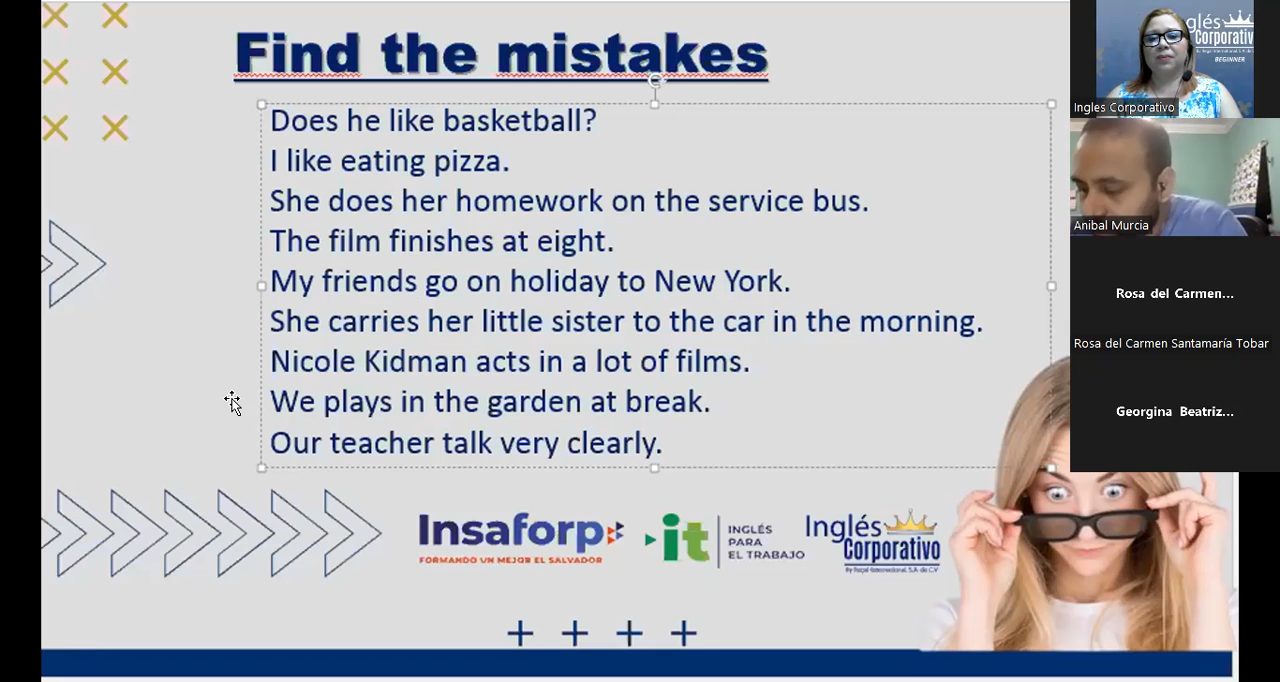 Find the mistakes
Does he like basketball?
I like eating pizza.
She does her homework on the service bus.
The film finishes at eight.
My friends go on holiday to New York.
She carries her little sister to the car in the morning.
Nicole Kidman acts in a lot of films.
We plays in the garden at break.
Our teacher talk very clearly.
Insaforp
FORMANDO UN MEJOR EL SALVADOR
it
INGLÉS
PARA
EL TRABAJO
Inglés
Corporativo
glés
Corporativ
BEGINNER
Ingles Corporativo
Anibal Murcia
Rosa del Carmen...
Rosa del Carmen Santamaría Tobar
Georgina Beatriz...